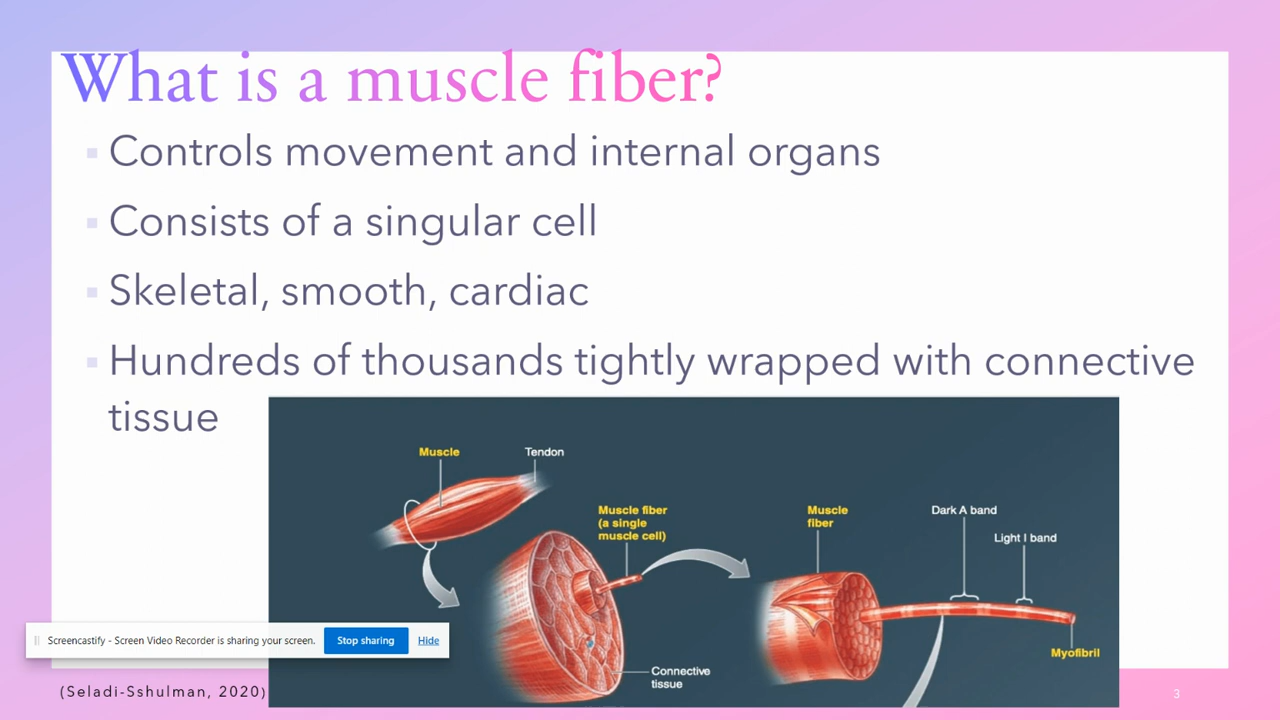 What is a muscle fiber?
Controls movement and internal organs
Consists of a singular cell
Skeletal, smooth, cardiac
Hundreds of thousands tightly wrapped with connective
tissue
Muscle
Tendon
Muscle fiber
(a single
muscle cell)
Muscle
fiber
Dark A band
Light I band
Myofibril
Connective
tissue
Screencastify - Screen Video Recorder is sharing your screen.
Stop sharing
Hide
(Seladi-Sshulman, 2020)
3